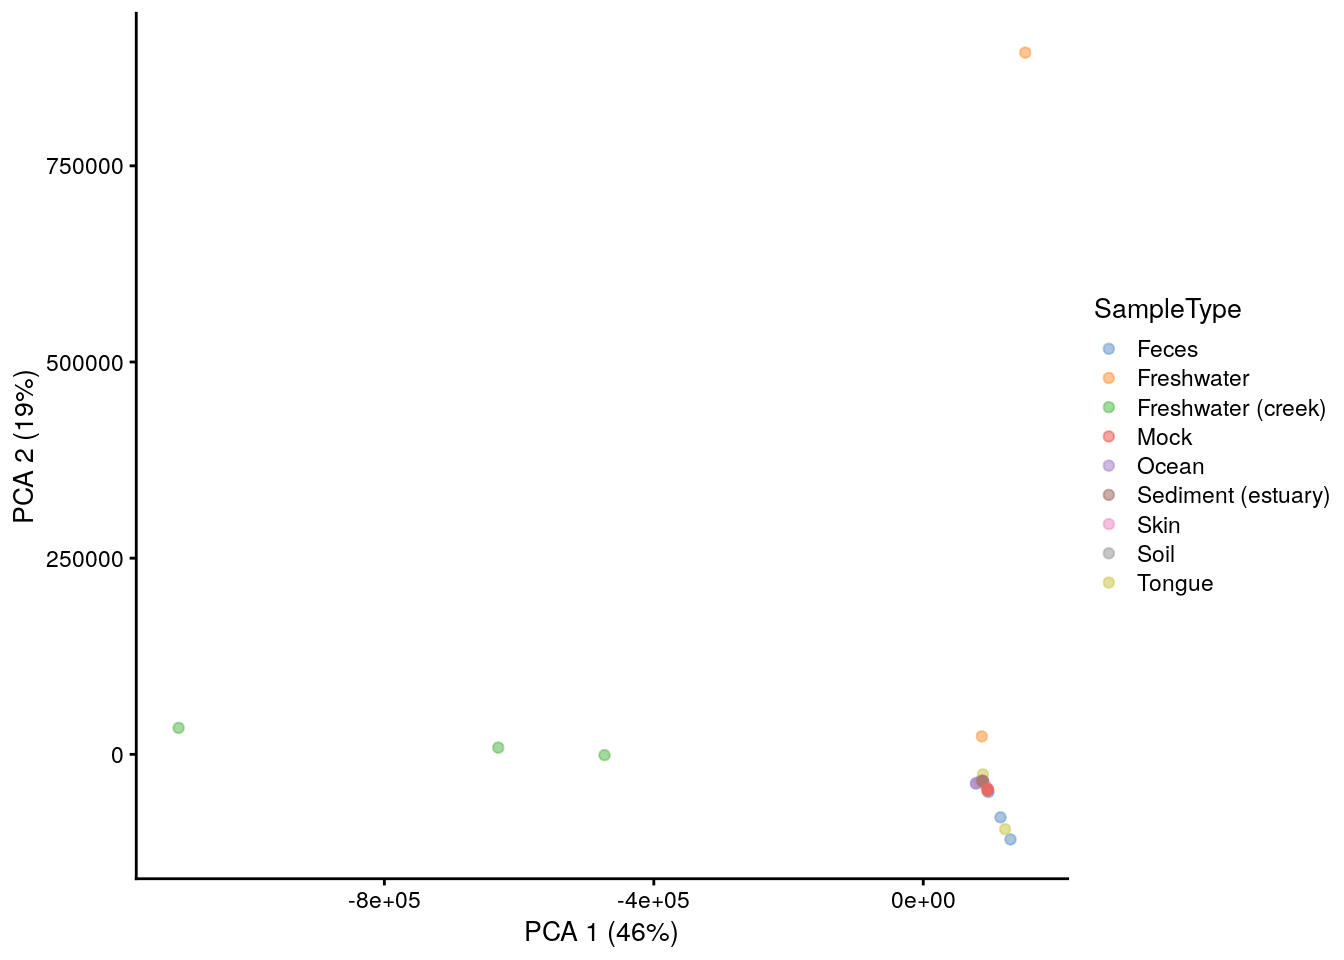 750000
500000
250000
0
PCA 2 (19%)
-8e+05
-4e+05
0e+00
PCA 1 (46%)
SampleType
Feces
Freshwater
Freshwater (creek)
Mock
Ocean
Sediment (estuary)
Skin
Soil
Tongue